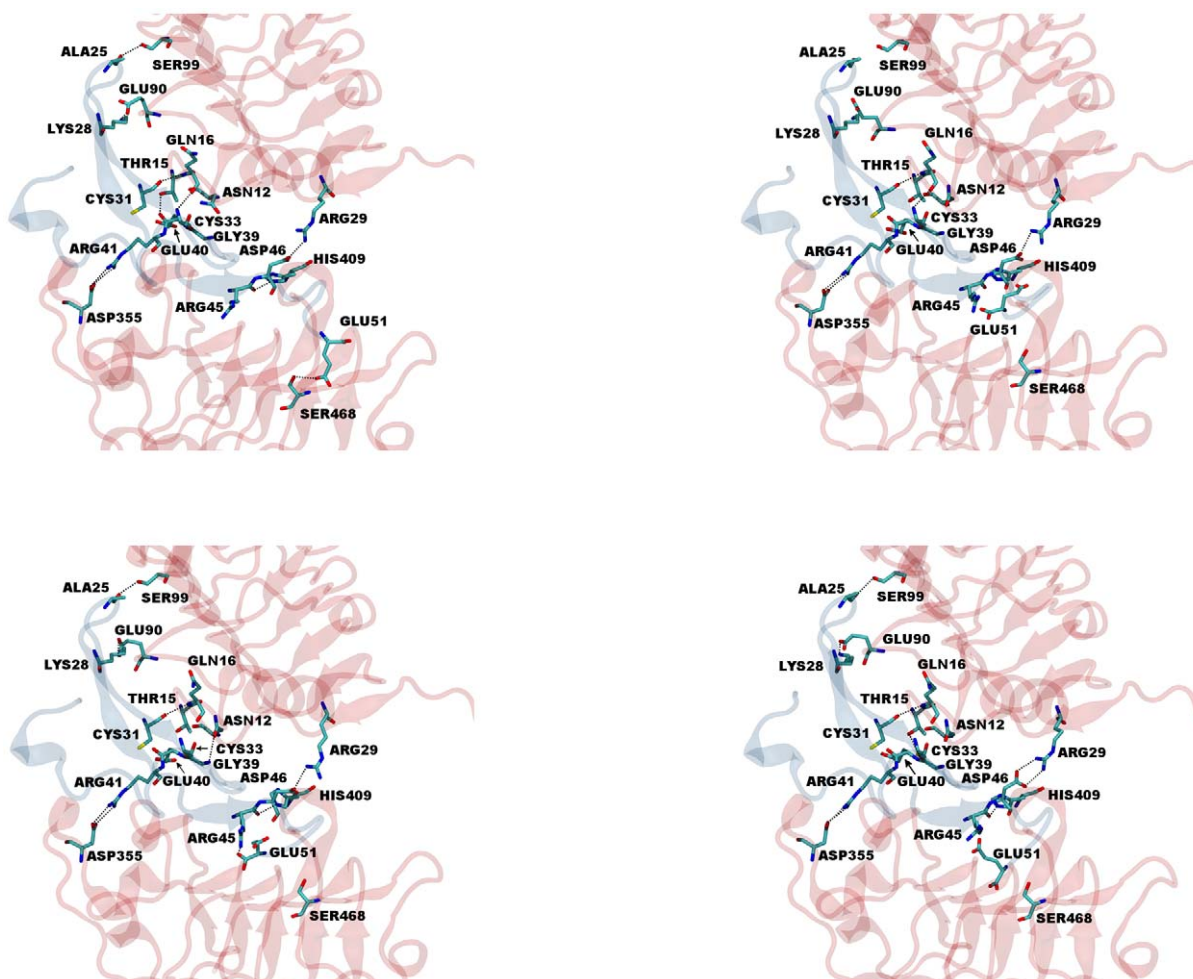 ALA25
SER99
GLU90
LYS28
GLN16
THR15
CYS31
ASN12
CYS33
ARG29
GLY39
ARG41
GLU40
ASP46
HIS409
ARG45
ASP355
GLU51
SER468
ALA25
SER99
GLU90
LYS28
GLN16
THR15
CYS31
ASN12
CYS33
ARG29
GLY39
ARG41
GLU40
ASP46
HIS409
ARG45
ASP355
GLU51
SER468
ALA25
SER99
GLU90
LYS28
GLN16
THR15
ASN12
CYS31
CYS33
ARG29
GLY39
ARG41
GLU40
ASP46
HIS409
ARG45
ASP355
GLU51
SER468
ALA25
SER99
GLU90
LYS28
GLN16
THR15
ASN12
CYS31
CYS33
ARG29
GLY39
ARG41
GLU40
ASP46
HIS409
ARG45
ASP355
GLU51
SER468